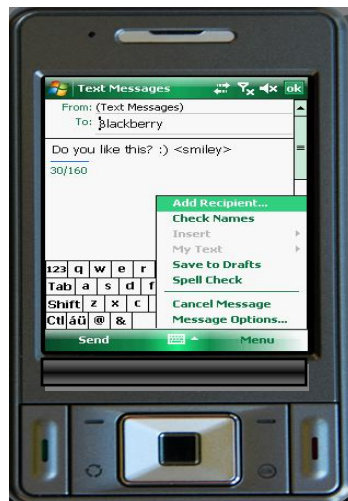 Text Messages ok
From: (Text Messages)
To: Blackberry
Do you like this? :) <smiley>
30/160
Add Recipient...
Check Names
Insert
My Text
Save to Drafts
Spell Check
Cancel Message
Message Options...
123 q w e r
Tab a s d f
Shift z x c
Ctl áü @ &
Send Menu